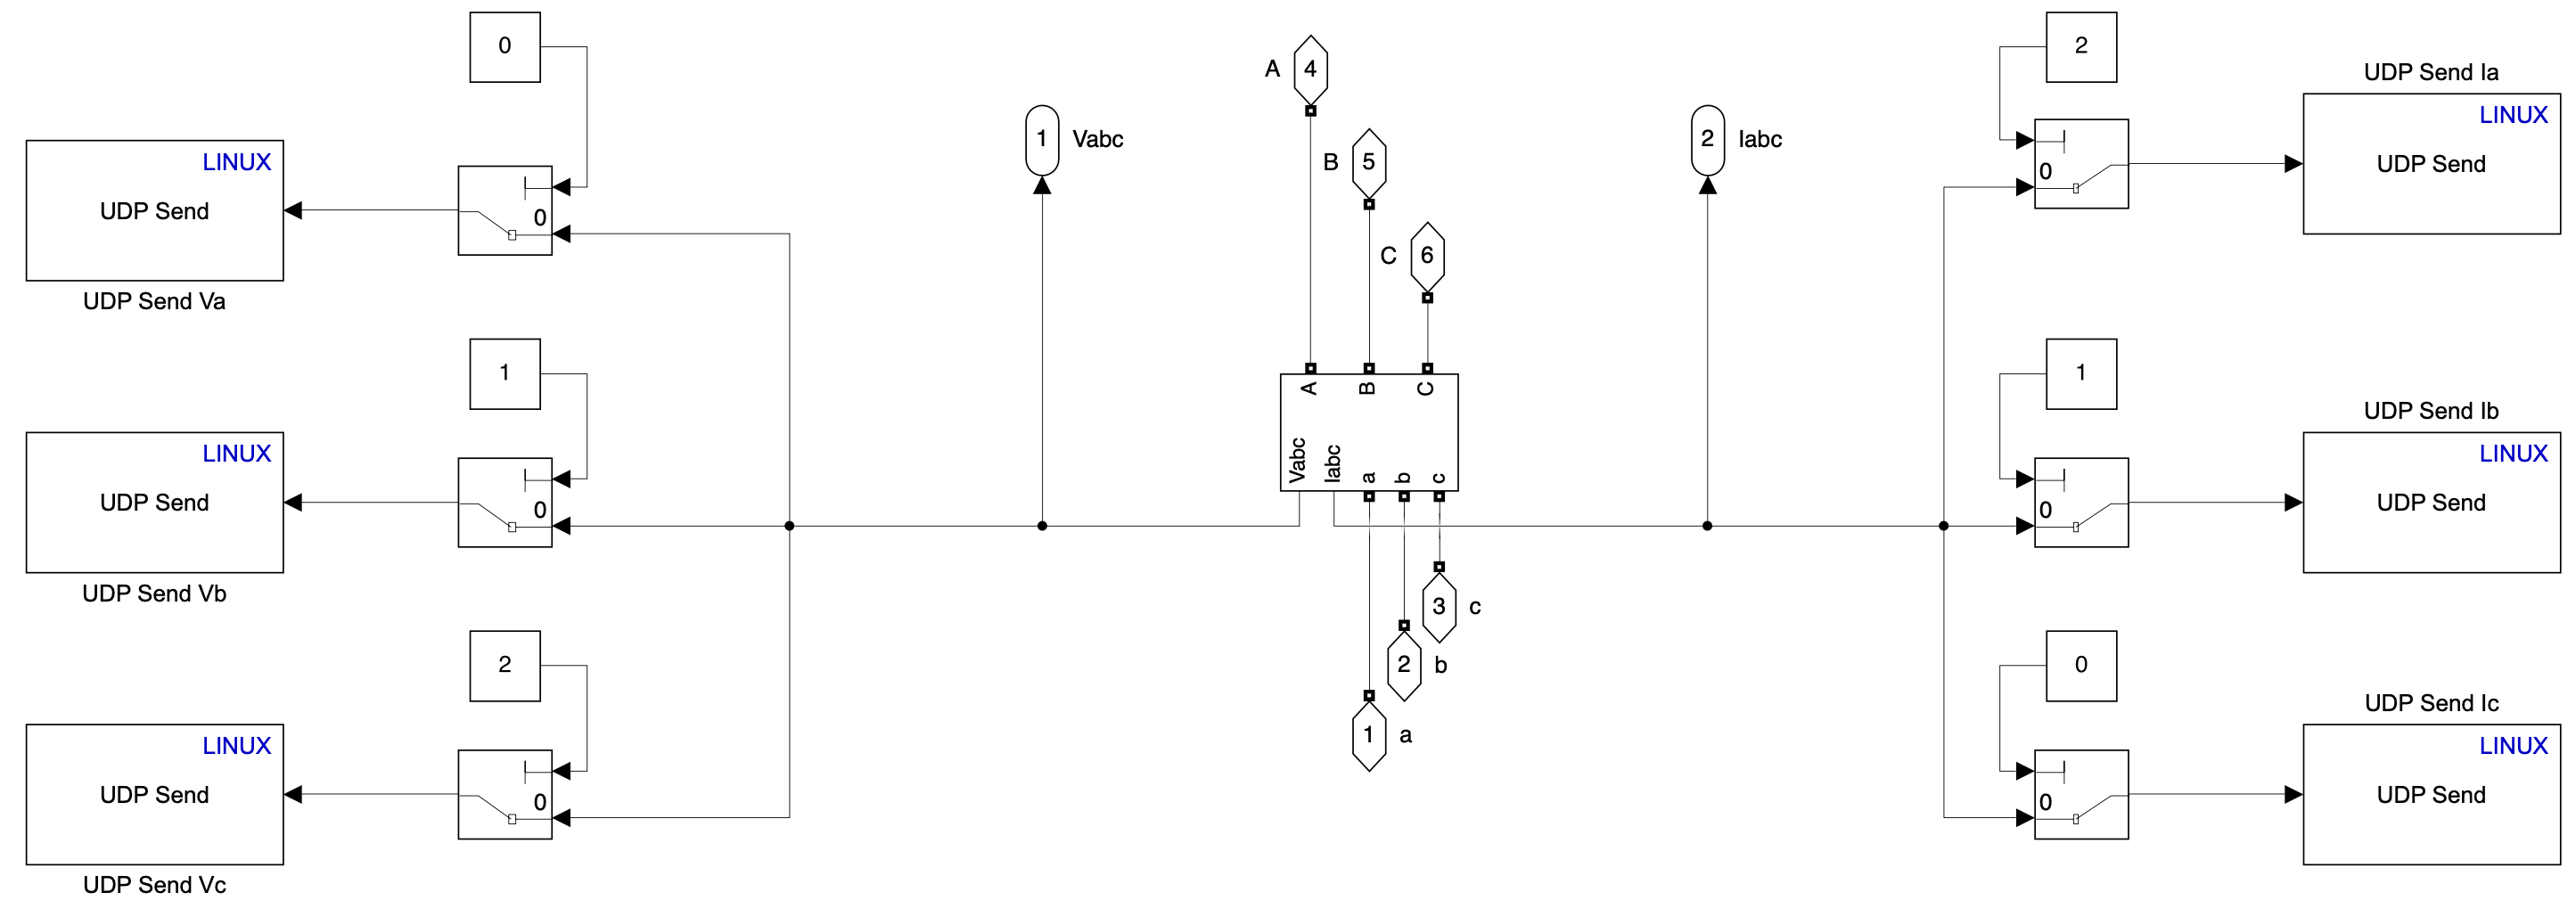 0
LINUX
UDP Send
0
UDP Send Va
1
LINUX
UDP Send
0
UDP Send Vb
2
LINUX
UDP Send
0
UDP Send Vc
1 Vabc
A 4
B 5
C 6
A B C
Vabc Iabc a b c
3 c
2 b
1 a
2 Iabc
2
UDP Send Ia
LINUX
0
UDP Send
1
UDP Send Ib
LINUX
0
UDP Send
0
UDP Send Ic
LINUX
0
UDP Send